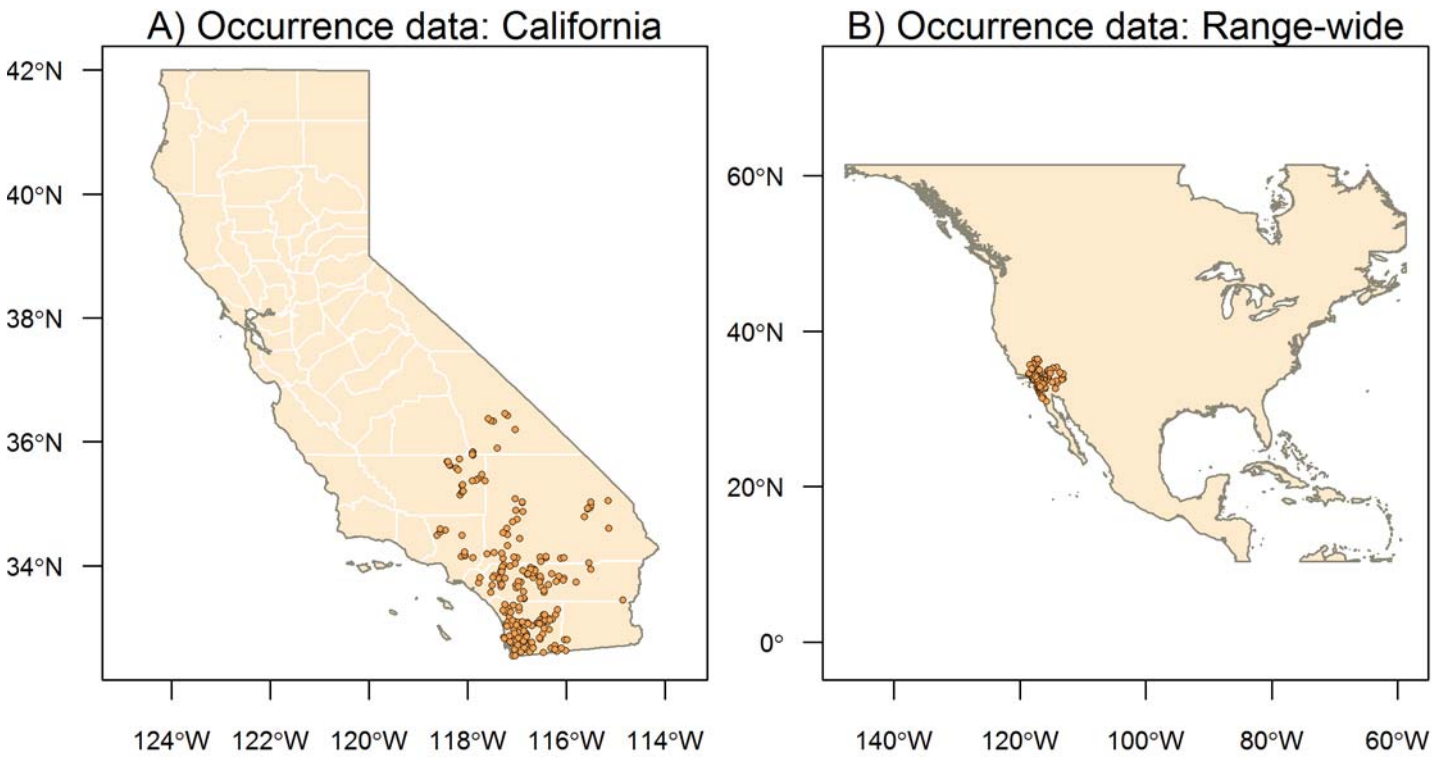 A) Occurrence data: California
42°N
40°N
38°N
36°N
34°N
124°W 122°W 120°W 118°W 116°W 114°W
B) Occurrence data: Range-wide
60°N
40°N
20°N
0°
140°W 120°W 100°W 80°W 60°W